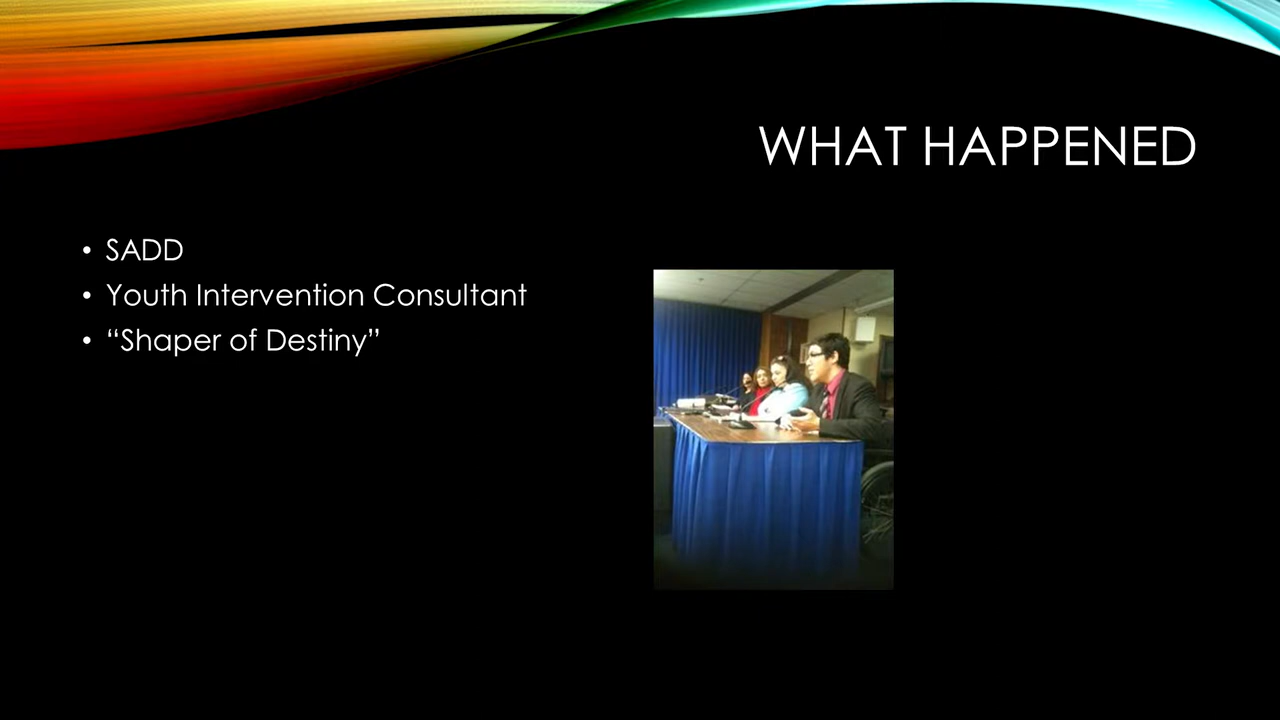 WHAT HAPPENED
• SADD
• Youth Intervention Consultant
• “Shaper of Destiny”